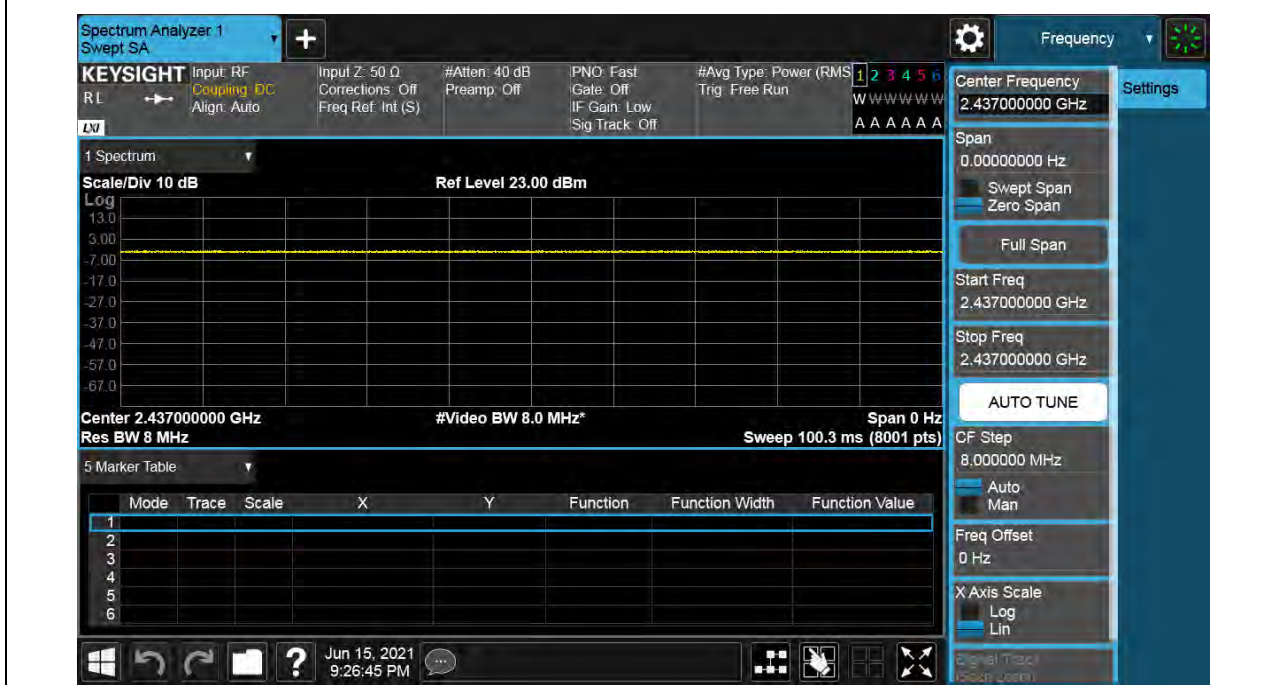 Spectrum Analyzer 1
Swept SA
Frequency
KEYSIGHT
RL
LXI
Input: RF
Coupling: DC
Align: Auto
Input Z: 50 Ω
Corrections: Off
Freq Ref: Int (S)
#Atten: 40 dB
Preamp: Off
PNO: Fast
Gate: Off
IF Gain: Low
Sig Track: Off
#Avg Type: Power (RMS
Trig: Free Run
1 2 3 4 5 6
W W W W W W
A A A A A A
1 Spectrum
Scale/Div 10 dB
Ref Level 23.00 dBm
Log
13.0
3.00
-7.00
-17.0
-27.0
-37.0
-47.0
-57.0
-67.0
Center 2.437000000 GHz
#Video BW 8.0 MHz*
Span 0 Hz
Res BW 8 MHz
Sweep 100.3 ms (8001 pts)
5 Marker Table
Mode Trace Scale X Y Function Function Width Function Value
1
2
3
4
5
6
Jun 15, 2021
9:26:45 PM
Center Frequency
2.437000000 GHz
Settings
Span
0.00000000 Hz
Swept Span
Zero Span
Full Span
Start Freq
2.437000000 GHz
Stop Freq
2.437000000 GHz
AUTO TUNE
CF Step
8.000000 MHz
Auto
Man
Freq Offset
0 Hz
X Axis Scale
Log
Lin
Signal Track
(Span Zoom)